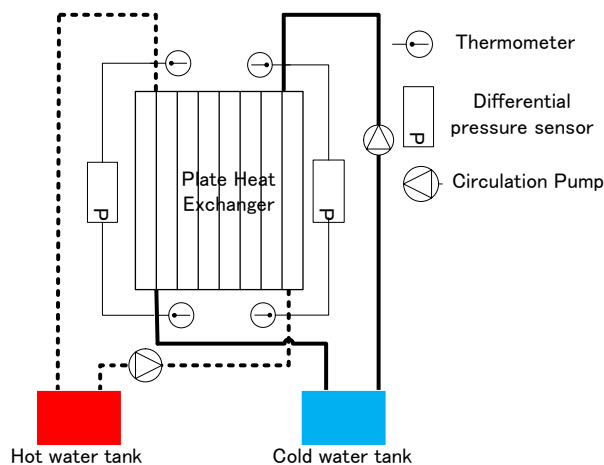 Thermometer
Differential
pressure sensor
P
Circulation Pump
Plate Heat
Exchanger
P
P
Hot water tank
Cold water tank